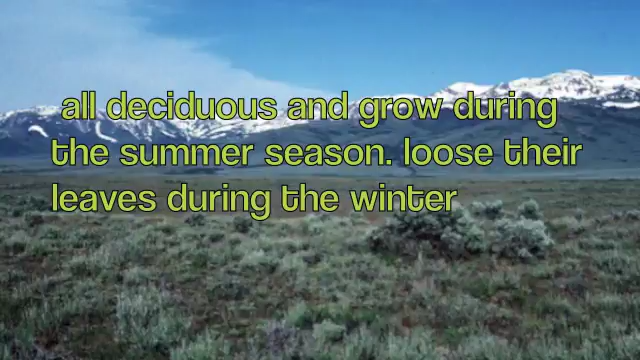 all deciduous and grow during
the summer season. loose their
leaves during the winter